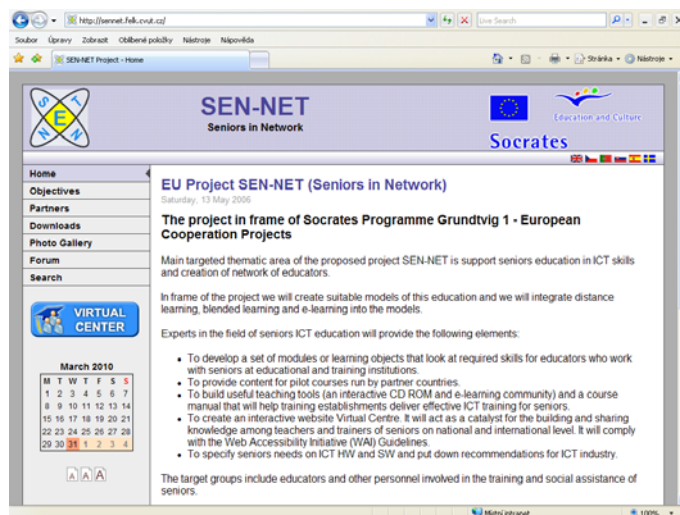 http://sennet.felk.cvut.cz/
Live Search
Soubor Úpravy Zobrazit Oblíbené položky Nástroje Nápověda
SEN-NET Project - Home
Stránka
Nástroje
S E N
T E N
SEN-NET
Seniors in Network
Education and Culture
Socrates
Home
Objectives
Partners
Downloads
Photo Gallery
Forum
Search
VIRTUAL
CENTER
March 2010
M T W T F S S
1 2 3 4 5 6 7
8 9 10 11 12 13 14
15 16 17 18 19 20 21
22 23 24 25 26 27 28
29 30 31 1 2 3 4
A A A
EU Project SEN-NET (Seniors in Network)
Saturday, 13 May 2006
The project in frame of Socrates Programme Grundtvig 1 - European
Cooperation Projects
Main targeted thematic area of the proposed project SEN-NET is support seniors education in ICT skills
and creation of network of educators.
In frame of the project we will create suitable models of this education and we will integrate distance
learning, blended learning and e-learning into the models.
Experts in the field of seniors ICT education will provide the following elements:
• To develop a set of modules or learning objects that look at required skills for educators who work
with seniors at educational and training institutions.
• To provide content for pilot courses run by partner countries.
• To build useful teaching tools (an interactive CD ROM and e-learning community) and a course
manual that will help training establishments deliver effective ICT training for seniors.
• To create an interactive website Virtual Centre. It will act as a catalyst for the building and sharing
knowledge among teachers and trainers of seniors on national and international level. It will comply
with the Web Accessibility Initiative (WAI) Guidelines.
• To specify seniors needs on ICT HW and SW and put down recommendations for ICT industry.
The target groups include educators and other personnel involved in the training and social assistance of
seniors.
Místní intranet
100%